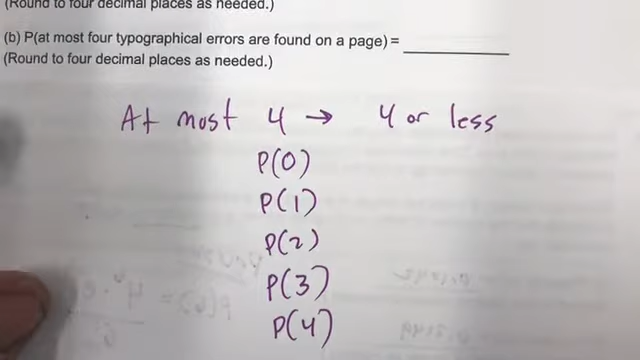 (Round to four decimal places as needed.)
(b) P(at most four typographical errors are found on a page) =
(Round to four decimal places as needed.)
At most 4 → 4 or less
P(0)
P(1)
P(2)
P(3)
P(4)